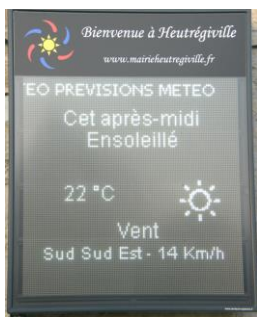 Bienvenue à Heutrégiville
www.mairieheutregiville.fr
EO PREVISIONS METEO
Cet après-midi
Ensoleillé
22 °C
Vent
Sud Sud Est - 14 Km/h